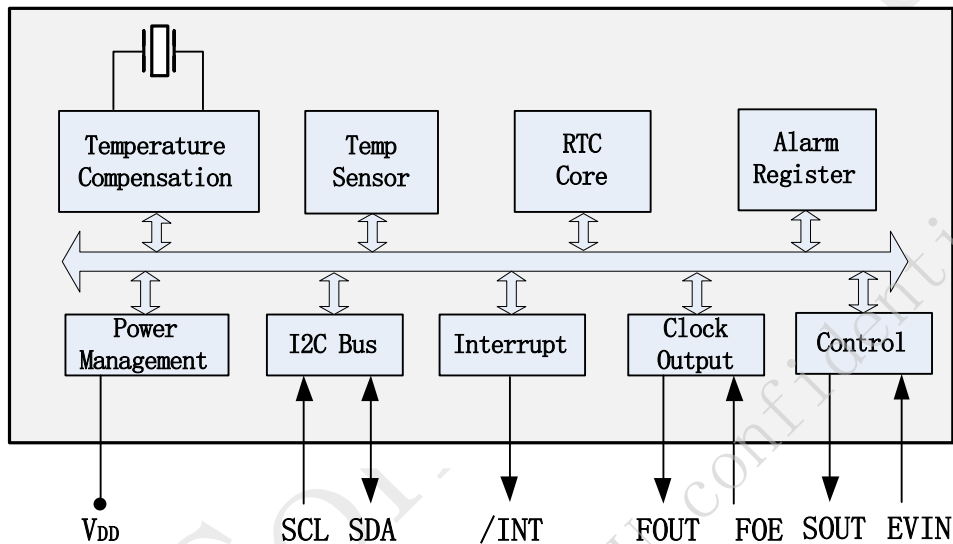 Temperature
Compensation
Temp
Sensor
RTC
Core
Alarm
Register
Power
Management
I2C Bus
Interrupt
Clock
Output
Control
VDD
SCL
SDA
/INT
FOUT
FOE
SOUT
EVIN